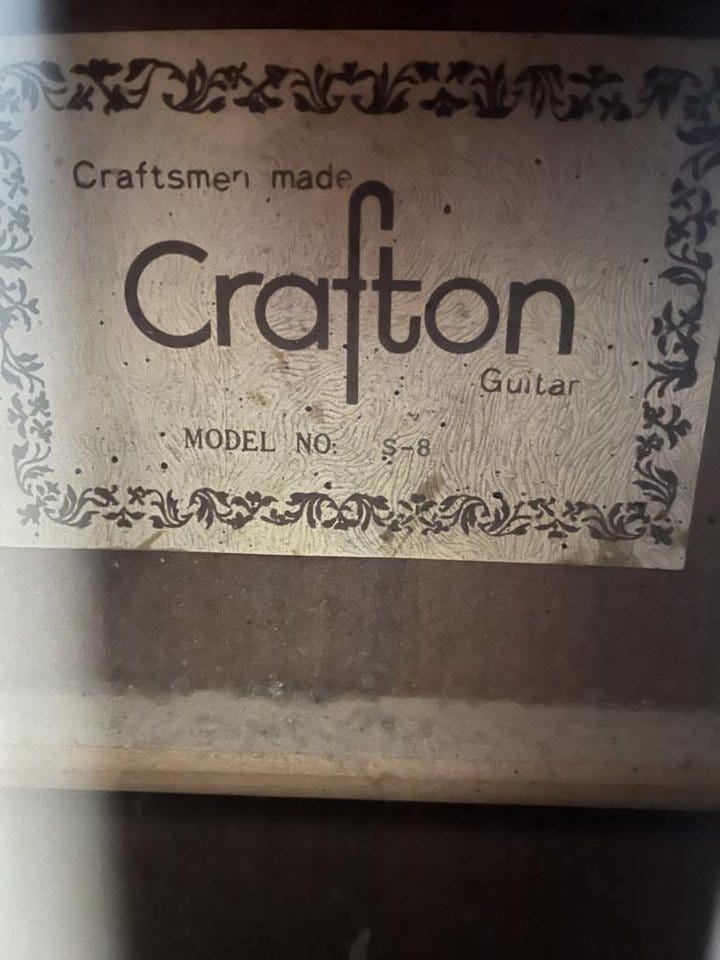 Craftsmen made
Crafton
Guitar
MODEL NO: S-8